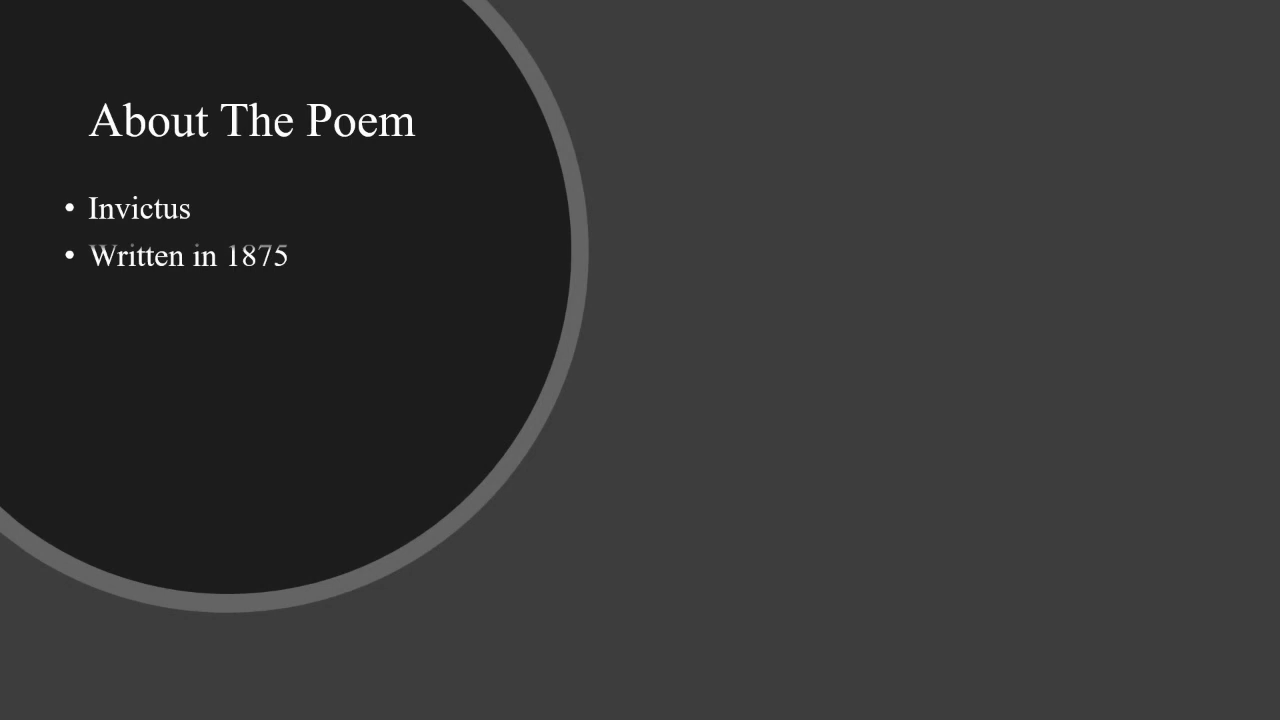 About The Poem
• Invictus
• Written in 1875